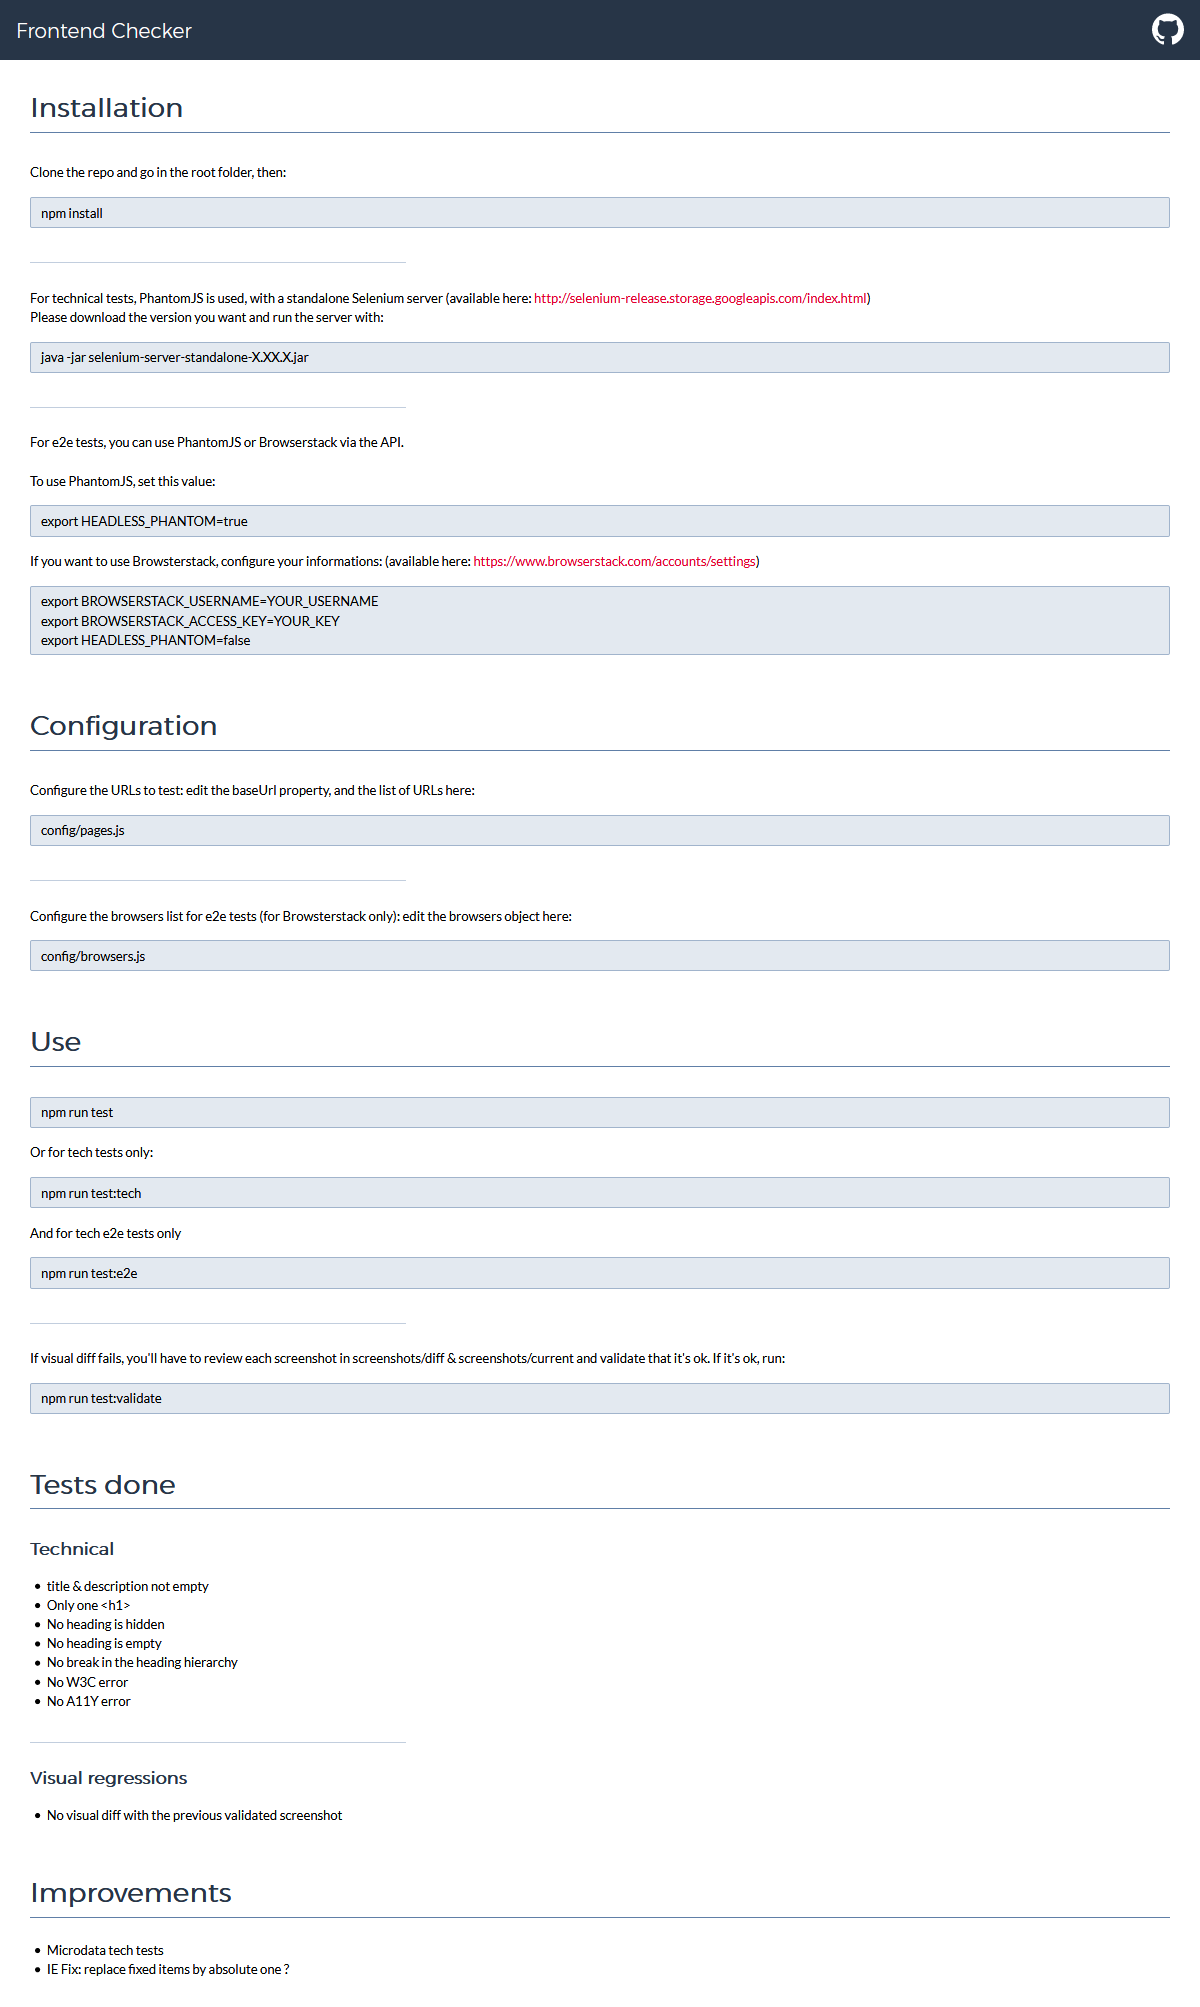 Frontend Checker
Installation
Clone the repo and go in the root folder, then:
npm install
For technical tests, PhantomJS is used, with a standalone Selenium server (available here: http://selenium-release.storage.googleapis.com/index.html)
Please download the version you want and run the server with:
java -jar selenium-server-standalone-X.XX.X.jar
For e2e tests, you can use PhantomJS or Browserstack via the API.
To use PhantomJS, set this value:
export HEADLESS_PHANTOM=true
If you want to use Browsterstack, configure your informations: (available here: https://www.browserstack.com/accounts/settings)
export BROWSERSTACK_USERNAME=YOUR_USERNAME
export BROWSERSTACK_ACCESS_KEY=YOUR_KEY
export HEADLESS_PHANTOM=false
Configuration
Configure the URLs to test: edit the baseUrl property, and the list of URLs here:
config/pages.js
Configure the browsers list for e2e tests (for Browsterstack only): edit the browsers object here:
config/browsers.js
Use
npm run test
Or for tech tests only:
npm run test:tech
And for tech e2e tests only
npm run test:e2e
If visual diff fails, you'll have to review each screenshot in screenshots/diff & screenshots/current and validate that it's ok. If it's ok, run:
npm run test:validate
Tests done
Technical
• title & description not empty
• Only one <h1>
• No heading is hidden
• No heading is empty
• No break in the heading hierarchy
• No W3C error
• No A11Y error
Visual regressions
• No visual diff with the previous validated screenshot
Improvements
• Microdata tech tests
• IE Fix: replace fixed items by absolute one ?